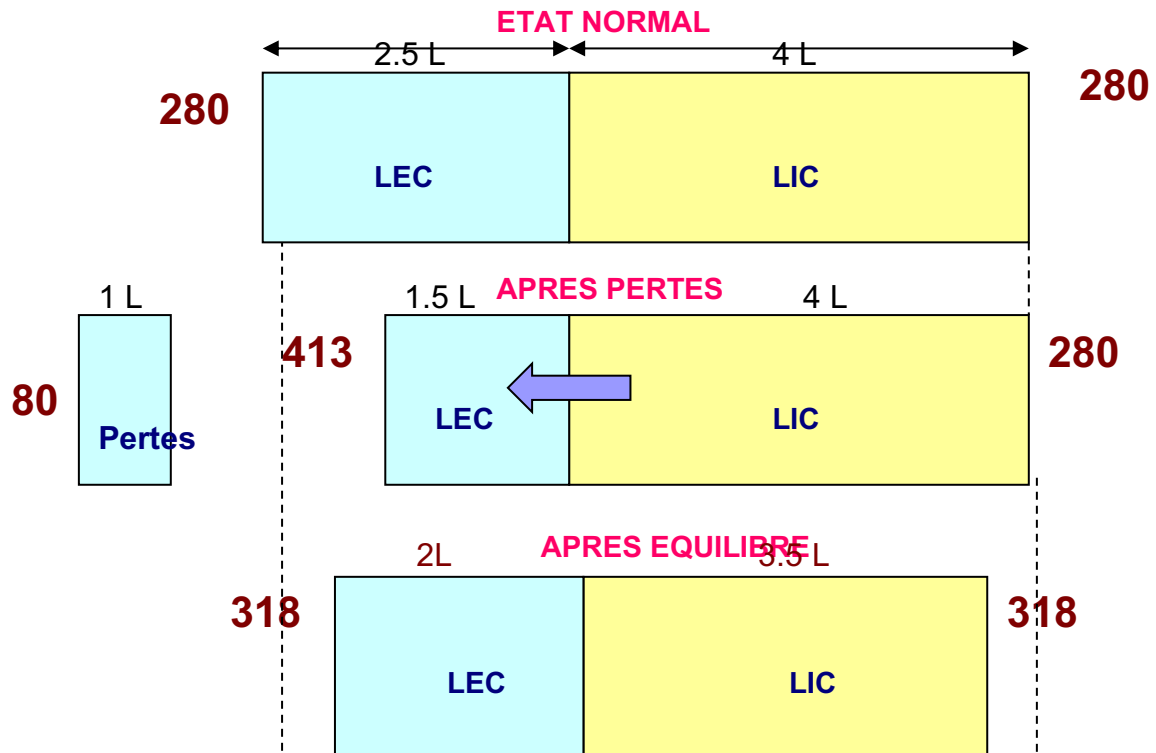 ETAT NORMAL
2.5 L 4 L
280 280
LEC LIC
APRES PERTES
1 L 1.5 L 4 L
413 280
80
LEC LIC
Pertes
APRES EQUILIBRE
2L 3.5 L
318 318
LEC LIC